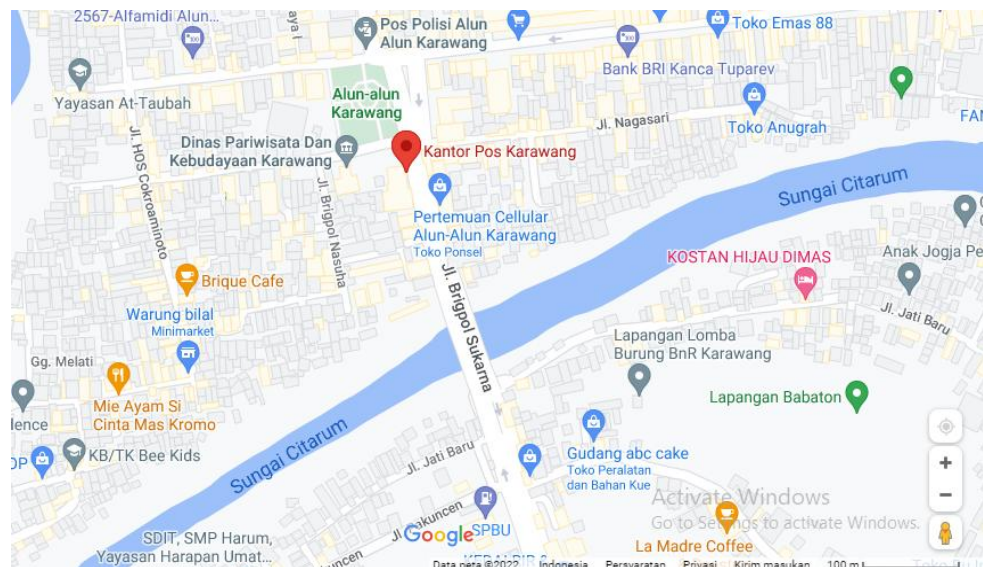 2567-Alfamidi Alun...
Pos Polisi Alun
Alun Karawang
Toko Emas 88
Bank BRI Kanca Tuparev
Yayasan At-Taubah
Alun-alun
Karawang
Jl. Nagasari
Toko Anugrah
FAN
Jl. HOS Cokroaminoto
Dinas Pariwisata Dan
Kebudayaan Karawang
Kantor Pos Karawang
Jl. Brigpol Nasuha
Pertemuan Cellular
Alun-Alun Karawang
Toko Ponsel
Sungai Citarum
KOSTAN HIJAU DIMAS
Anak Jogja Pe
Brique Cafe
Jl. Brigpol Sukarna
Warung bilal
Minimarket
Jl. Jati Baru
Lapangan Lomba
Burung BnR Karawang
Gg. Melati
Lapangan Babaton
Mie Ayam Si
Cinta Mas Kromo
lence
KB/TK Bee Kids
OP
Sungai Citarum
Jl. Jati Baru
Gudang abc cake
Toko Peralatan
dan Bahan Kue
Activate Windows
Go to Settings to activate Windows.
SPBU
Google
SDIT, SMP Harum,
Yayasan Harapan Umat...
La Madre Coffee
Data peta ©2022 Indonesia Persyaratan Privasi Kirim masukan 100 m